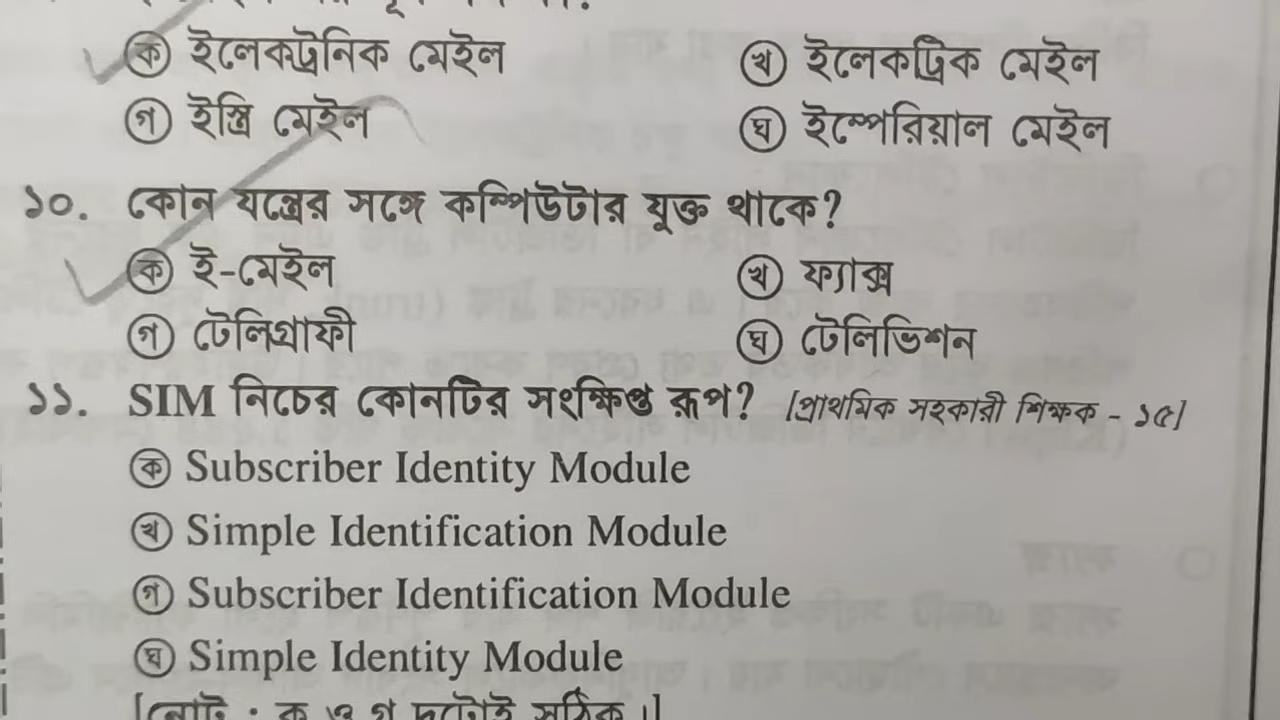 ক ইলেকট্রনিক মেইল খ ইলেকট্রিক মেইল
গ ইস্ত্রি মেইল ঘ ইম্পেরিয়াল মেইল
১০. কোন যন্ত্রের সঙ্গে কম্পিউটার যুক্ত থাকে?
ক ই-মেইল খ ফ্যাক্স
গ টেলিগ্রাফী ঘ টেলিভিশন
১১. SIM নিচের কোনটির সংক্ষিপ্ত রূপ? [প্রাথমিক সহকারী শিক্ষক - ১৫]
ক Subscriber Identity Module
খ Simple Identification Module
গ Subscriber Identification Module
ঘ Simple Identity Module
[নোট : ক ও গ দুটোই সঠিক।]